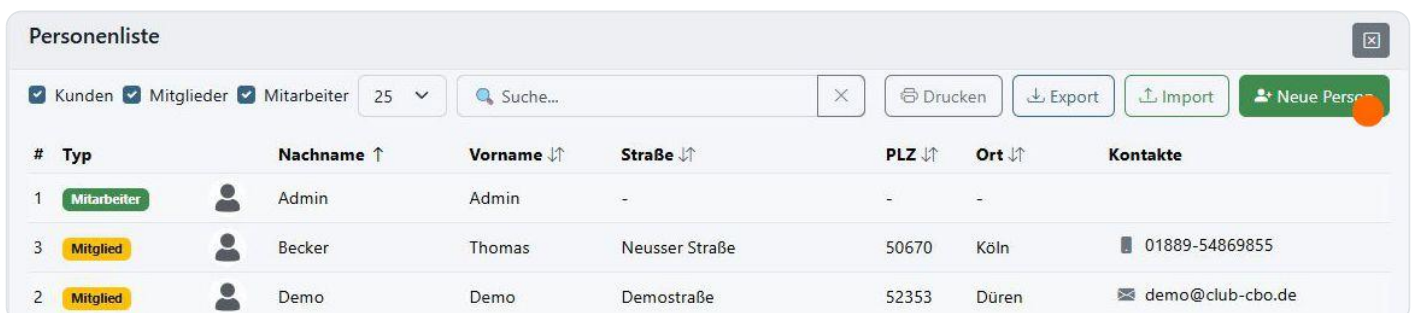 Personenliste
Kunden Mitglieder Mitarbeiter 25 Suche... Drucken Export Import Neue Person
# Typ Nachname ↑ Vorname ↓↑ Straße ↓↑ PLZ ↓↑ Ort ↓↑ Kontakte
1 Mitarbeiter Admin Admin - - -
3 Mitglied Becker Thomas Neusser Straße 50670 Köln 01889-54869855
2 Mitglied Demo Demo Demostraße 52353 Düren demo@club-cbo.de